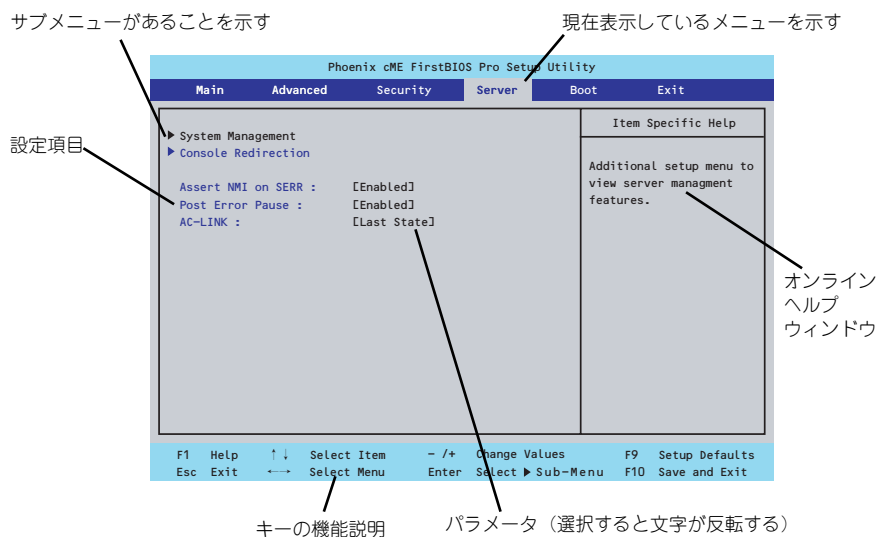 サブメニューがあることを示す
現在表示しているメニューを示す
Phoenix cME FirstBIOS Pro Setup Utility
Main Advanced Security Server Boot Exit
設定項目
▶ System Management
▶ Console Redirection
Assert NMI on SERR : [Enabled]
Post Error Pause : [Enabled]
AC-LINK : [Last State]
Item Specific Help
Additional setup menu to
view server managment
features.
オンライン
ヘルプ
ウィンドウ
F1 Help ↑↓ Select Item - /+ Change Values F9 Setup Defaults
Esc Exit ←→ Select Menu Enter Select ▶ Sub-Menu F10 Save and Exit
キーの機能説明
パラメータ（選択すると文字が反転する）